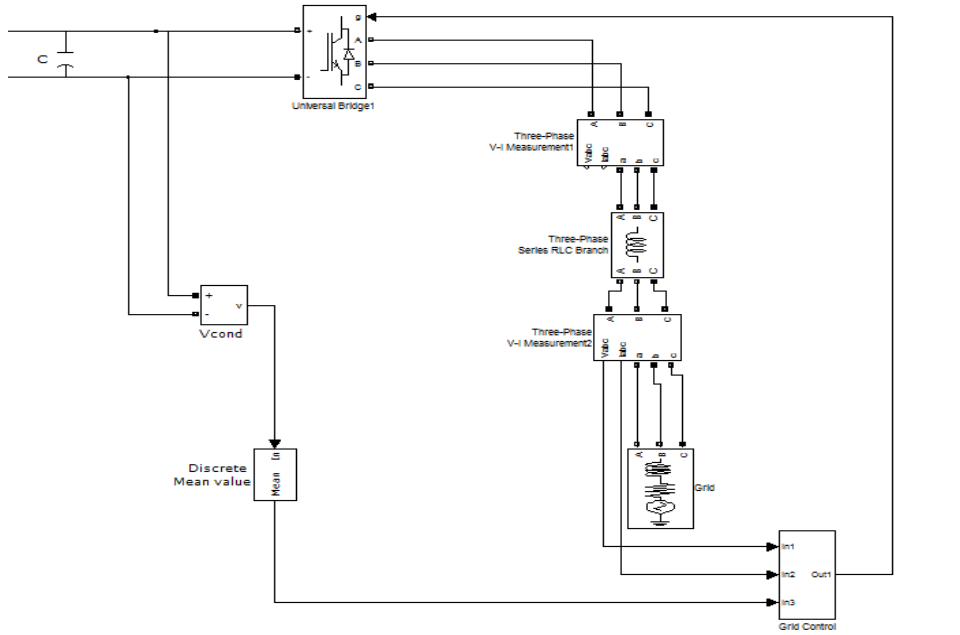 g
+
A
C
B
-
C
Universal Bridge1
A B C
Three-Phase
V-I Measurement1
Vabc Iabc a b c
A B C
Three-Phase
Series RLC Branch
A B C
+
v
-
Vcond
A B C
Three-Phase
V-I Measurement2
Vabc Iabc a b c
Discrete
Mean value
In
Mean
A B C
Grid
In1
In2
Out1
In3
Grid Control